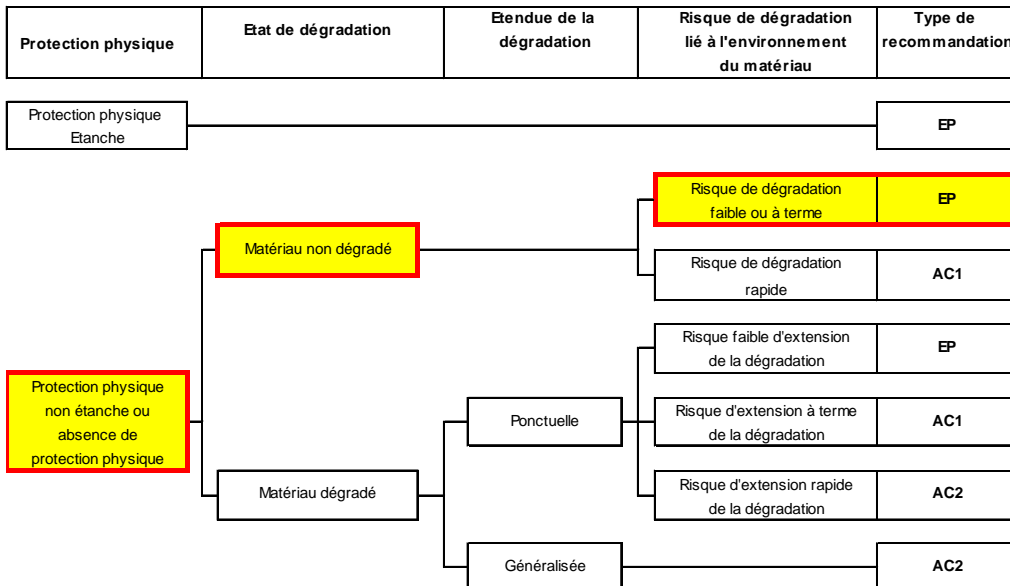 Protection physique
Etat de dégradation
Etendue de la
dégradation
Risque de dégradation
lié à l'environnement
du matériau
Type de
recommandation
Protection physique
Etanche
EP
Risque de dégradation
faible ou à terme
EP
Matériau non dégradé
Risque de dégradation
rapide
AC1
Risque faible d'extension
de la dégradation
EP
Protection physique
non étanche ou
absence de
protection physique
Ponctuelle
Risque d'extension à terme
de la dégradation
AC1
Matériau dégradé
Risque d'extension rapide
de la dégradation
AC2
Généralisée
AC2